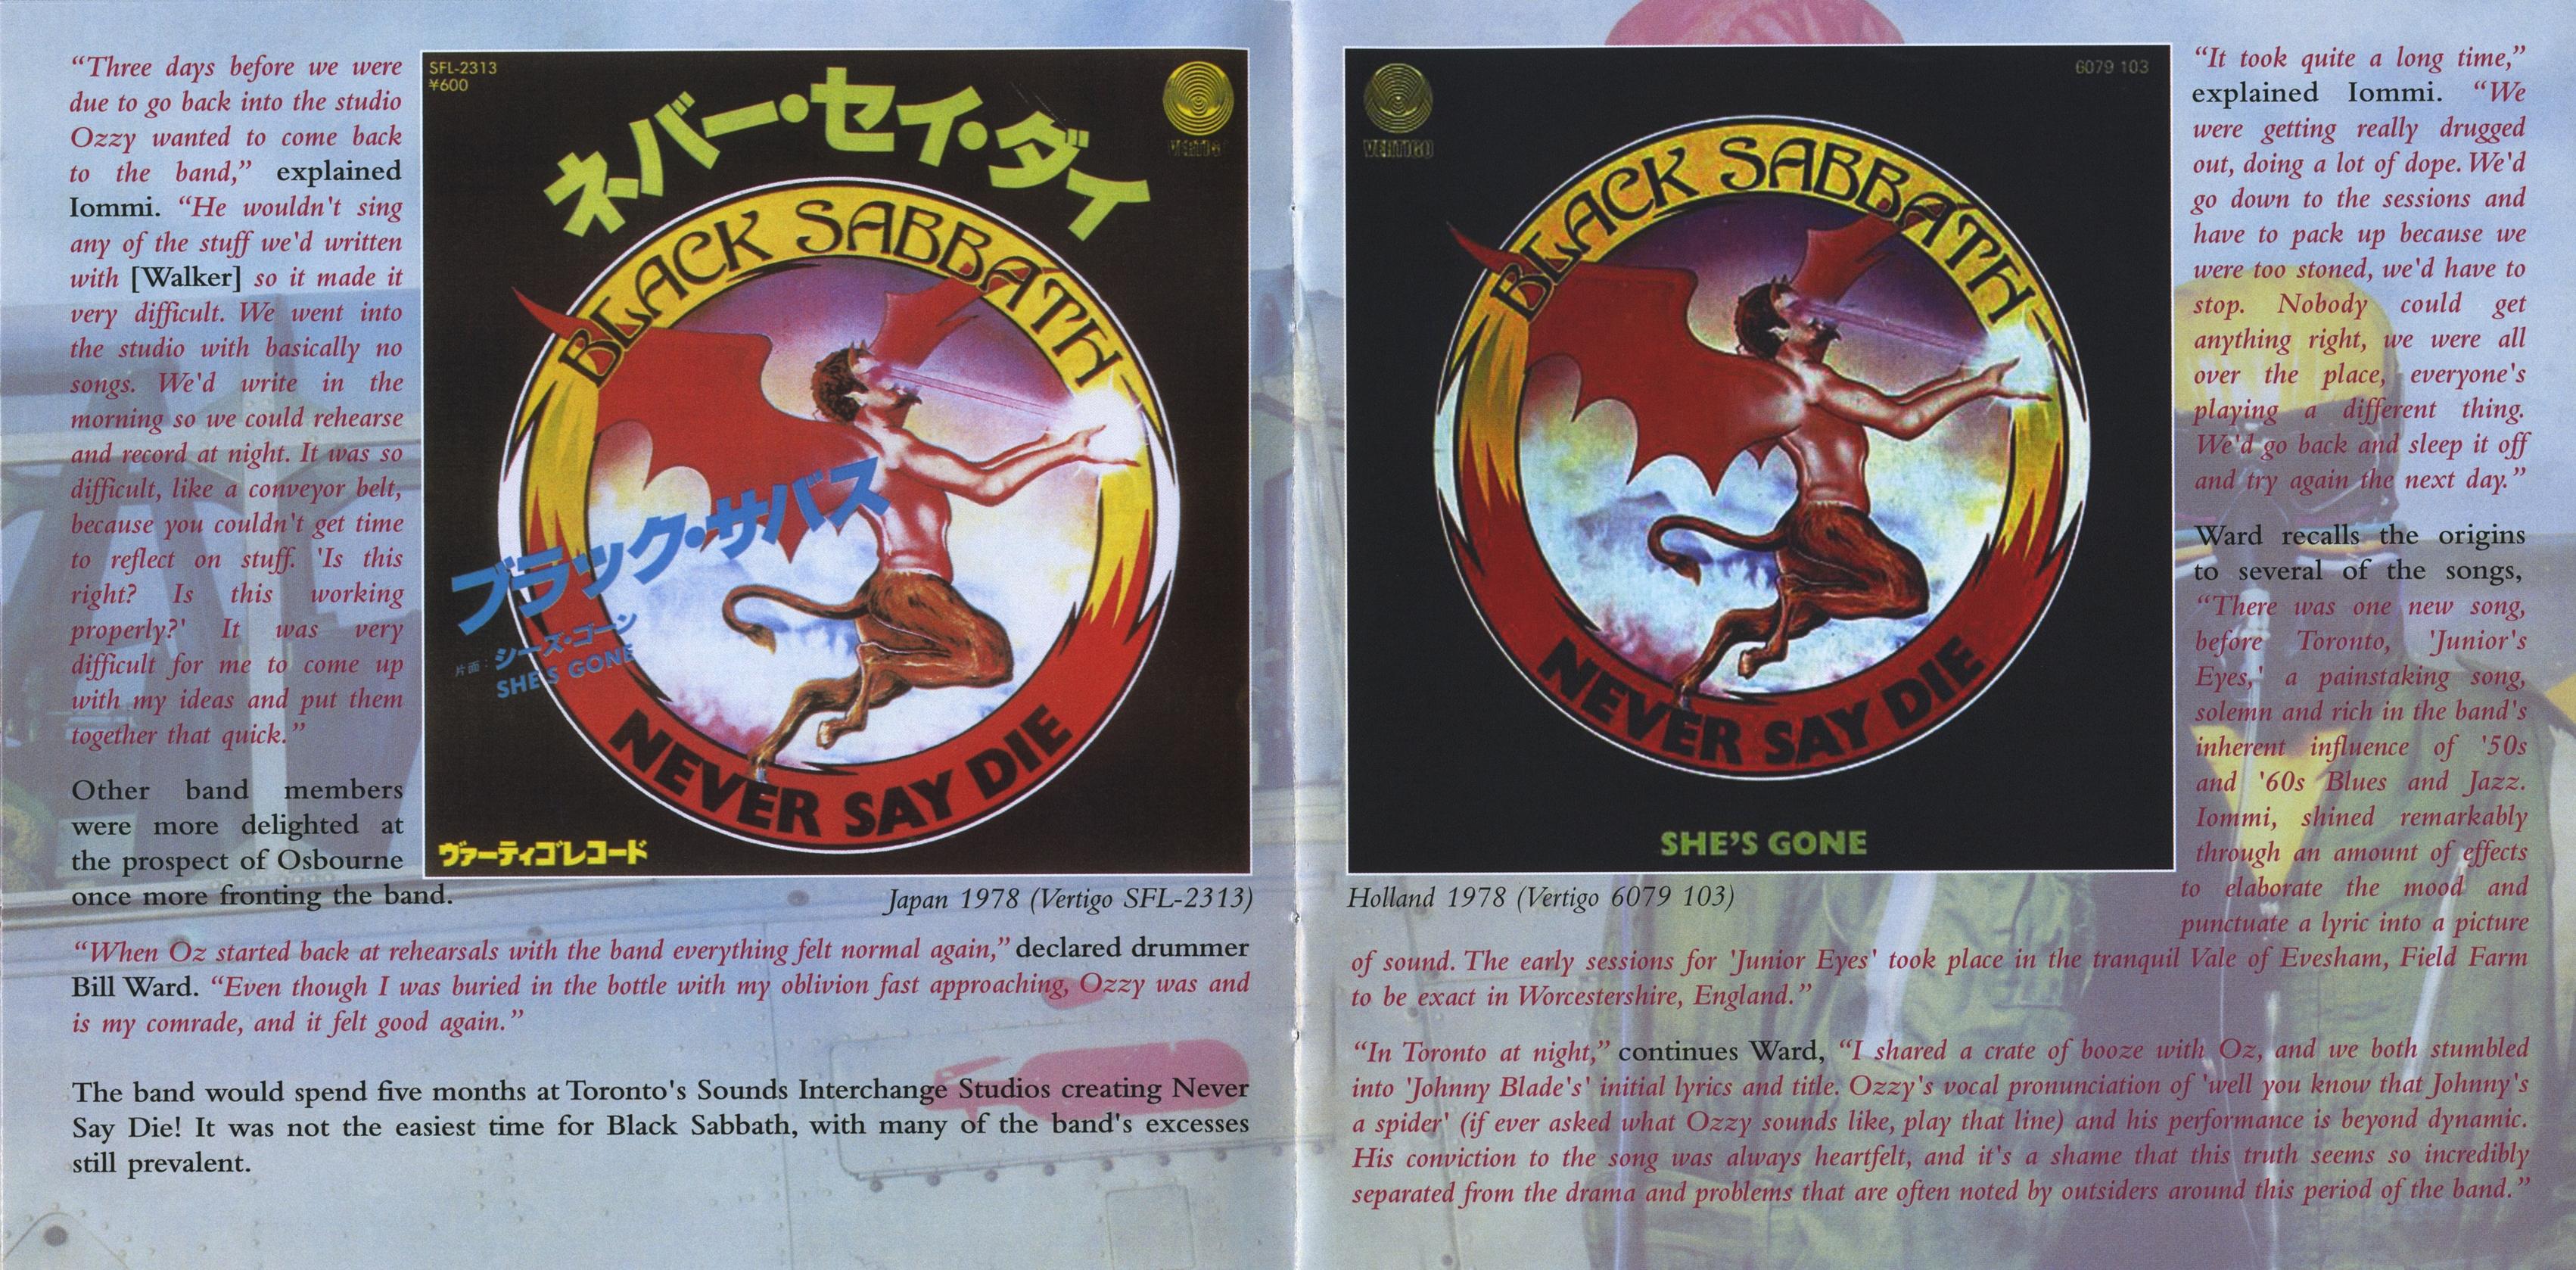 “Three days before we were
due to go back into the studio
Ozzy wanted to come back
to the band,” explained
Iommi. “He wouldn't sing
any of the stuff we'd written
with [Walker] so it made it
very difficult. We went into
the studio with basically no
songs. We'd write in the
morning so we could rehearse
and record at night. It was so
difficult, like a conveyor belt,
because you couldn't get time
to reflect on stuff. 'Is this
right? Is this working
properly?' It was very
difficult for me to come up
with my ideas and put them
together that quick.”
Other band members
were more delighted at
the prospect of Osbourne
once more fronting the band.
SFL-2313
¥600
ネバー・セイ・ダイ
VERTIGO
BLACK SABBATH
ブラック・サバス
片面：シーズ・ゴーン
SHE'S GONE
NEVER SAY DIE
ヴァーティゴレコード
Japan 1978 (Vertigo SFL-2313)
“When Oz started back at rehearsals with the band everything felt normal again,” declared drummer
Bill Ward. “Even though I was buried in the bottle with my oblivion fast approaching, Ozzy was and
is my comrade, and it felt good again.”
The band would spend five months at Toronto's Sounds Interchange Studios creating Never
Say Die! It was not the easiest time for Black Sabbath, with many of the band's excesses
still prevalent.
VERTIGO
6079 103
BLACK SABBATH
NEVER SAY DIE
SHE'S GONE
Holland 1978 (Vertigo 6079 103)
“It took quite a long time,”
explained Iommi. “We
were getting really drugged
out, doing a lot of dope. We'd
go down to the sessions and
have to pack up because we
were too stoned, we'd have to
stop. Nobody could get
anything right, we were all
over the place, everyone's
playing a different thing.
We'd go back and sleep it off
and try again the next day.”
Ward recalls the origins
to several of the songs,
“There was one new song,
before Toronto, 'Junior's
Eyes,' a painstaking song,
solemn and rich in the band's
inherent influence of '50s
and '60s Blues and Jazz.
Iommi, shined remarkably
through an amount of effects
to elaborate the mood and
punctuate a lyric into a picture
of sound. The early sessions for 'Junior Eyes' took place in the tranquil Vale of Evesham, Field Farm
to be exact in Worcestershire, England.”
“In Toronto at night,” continues Ward, “I shared a crate of booze with Oz, and we both stumbled
into 'Johnny Blade's' initial lyrics and title. Ozzy's vocal pronunciation of 'well you know that Johnny's
a spider' (if ever asked what Ozzy sounds like, play that line) and his performance is beyond dynamic.
His conviction to the song was always heartfelt, and it's a shame that this truth seems so incredibly
separated from the drama and problems that are often noted by outsiders around this period of the band.”